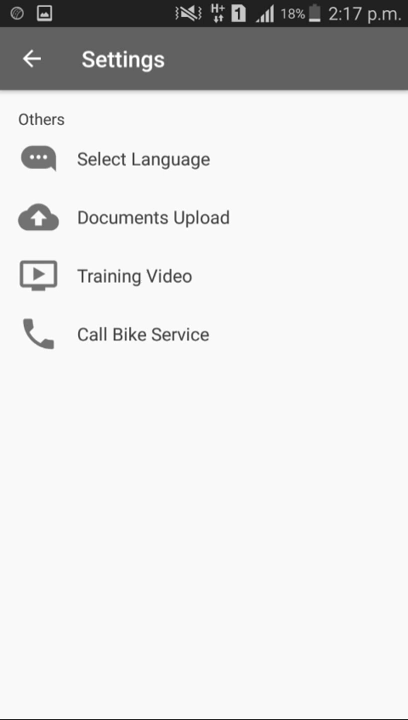 H+ 1 18% 2:17 p.m.
Settings
Others
Select Language
Documents Upload
Training Video
Call Bike Service